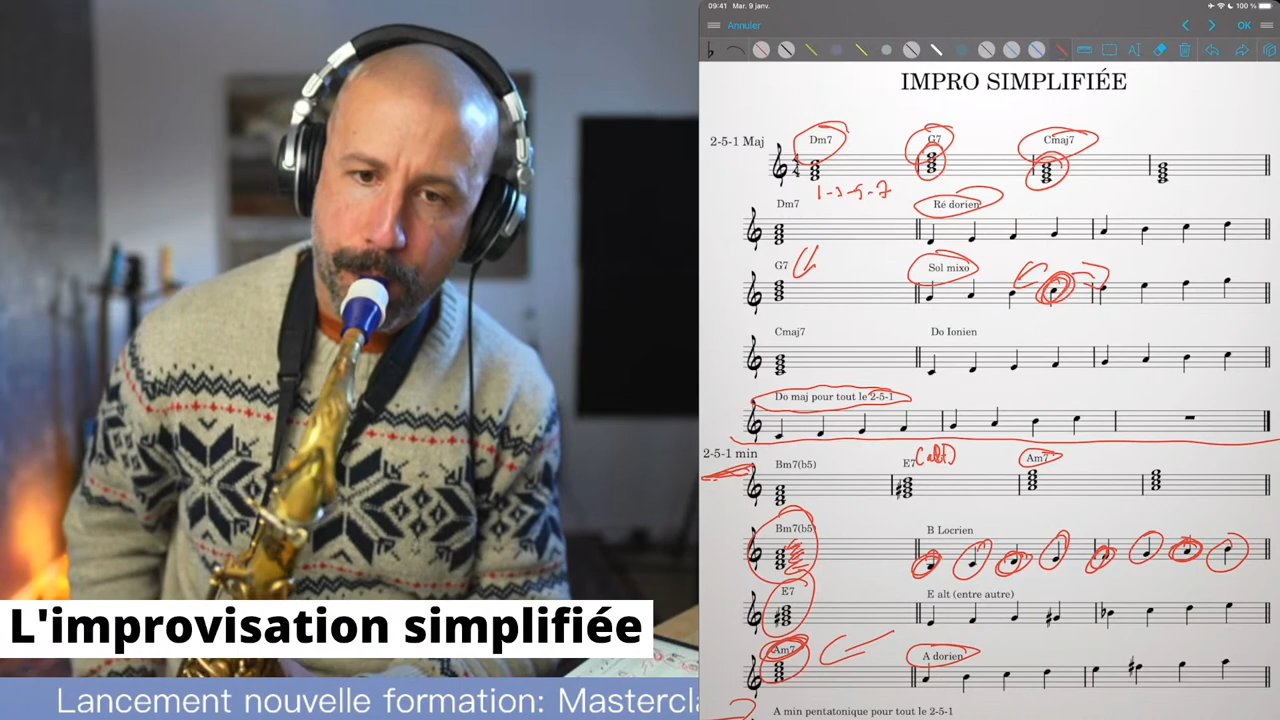 09:41 Mar. 9 janv.
100 %
Annuler
OK
IMPRO SIMPLIFIÉE
2-5-1 Maj
Dm7 G7 Cmaj7
1-3-5-7
Dm7 Ré dorien
G7 Sol mixo
Cmaj7 Do Ionien
Do maj pour tout le 2-5-1
2-5-1 min
Bm7(b5) E7 (alt) Am7
Bm7(b5) B Locrien
E7 E alt (entre autre)
Am7 A dorien
A min pentatonique pour tout le 2-5-1
L'improvisation simplifiée
Lancement nouvelle formation: Mastercla